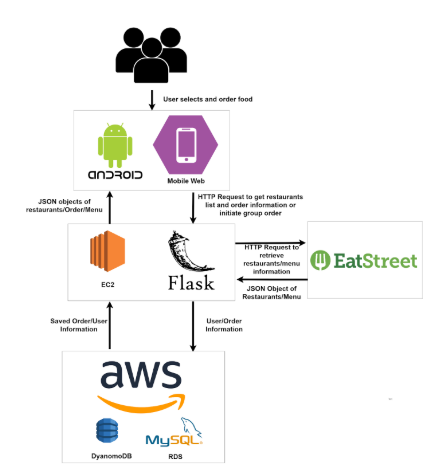 User selects and order food
ANDROID
Mobile Web
JSON objects of
restaurants/Order/Menu
HTTP Request to get restaurants
list and order information or
initiate group order
EC2
Flask
HTTP Request to
retrieve
restaurants/menu
information
JSON Object of
Restaurants/Menu
EatStreet
Saved Order/User
Information
User/Order
Information
aws
MySQL
DyanomoDB
RDS